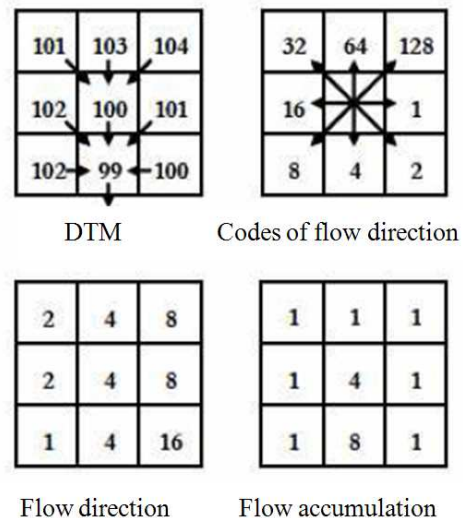 101 103 104 32 64 128
102 100 101 16 1
102 99 100 8 4 2
DTM Codes of flow direction
2 4 8 1 1 1
2 4 8 1 4 1
1 4 16 1 8 1
Flow direction Flow accumulation